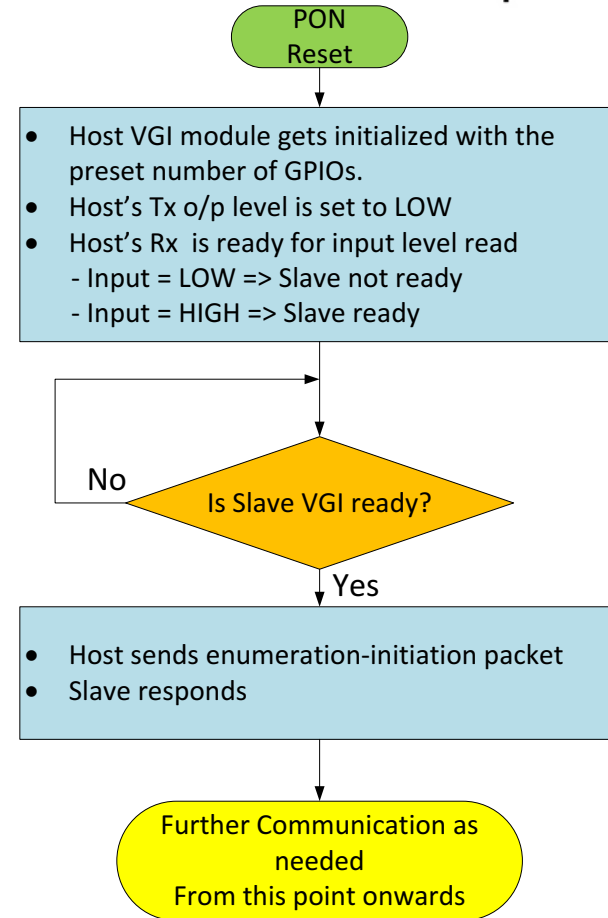 PON
Reset
• Host VGI module gets initialized with the
preset number of GPIOs.
• Host's Tx o/p level is set to LOW
• Host's Rx is ready for input level read
- Input = LOW => Slave not ready
- Input = HIGH => Slave ready
No
Is Slave VGI ready?
Yes
• Host sends enumeration-initiation packet
• Slave responds
Further Communication as
needed
From this point onwards